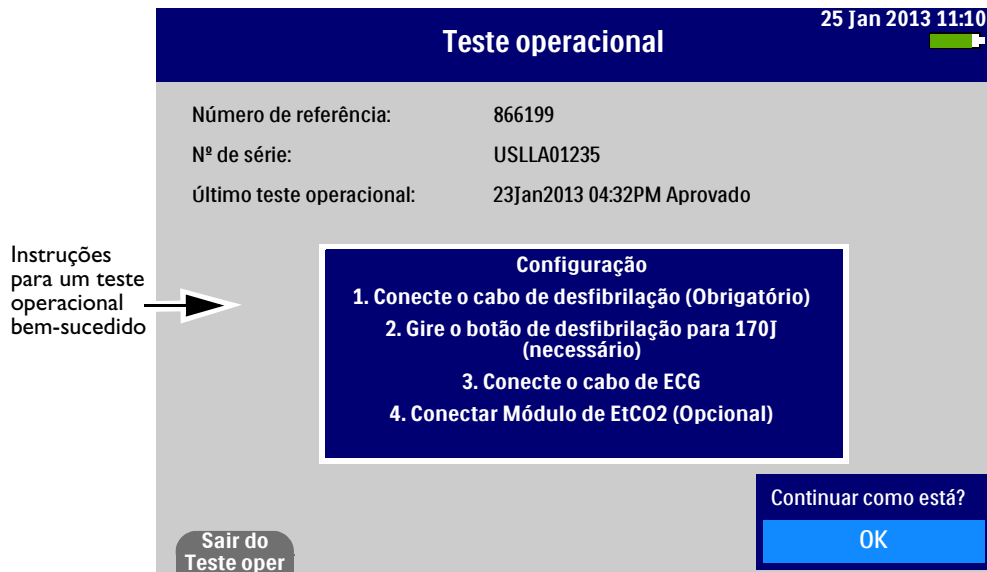 25 Jan 2013 11:10
Teste operacional
Número de referência: 866199
Nº de série: USLLA01235
Último teste operacional: 23Jan2013 04:32PM Aprovado
Instruções
para um teste
operacional
bem-sucedido
Configuração
1. Conecte o cabo de desfibrilação (Obrigatório)
2. Gire o botão de desfibrilação para 170J
(necessário)
3. Conecte o cabo de ECG
4. Conectar Módulo de EtCO2 (Opcional)
Continuar como está?
OK
Sair do
Teste oper